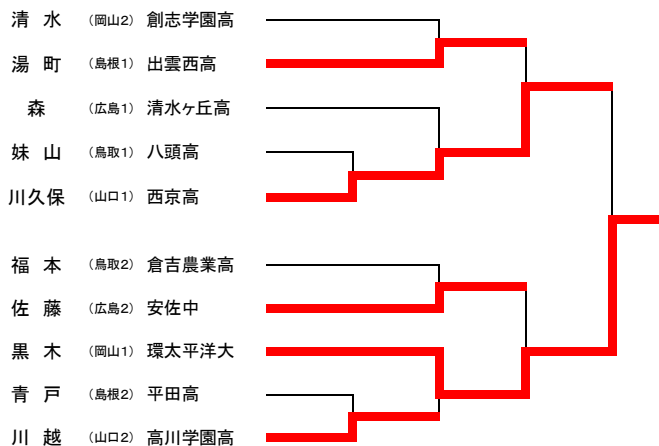 清 水 （岡山2） 創志学園高
湯 町 （島根1） 出雲西高
森 （広島1） 清水ヶ丘高
妹 山 （鳥取1） 八頭高
川久保 （山口1） 西京高
福 本 （鳥取2） 倉吉農業高
佐 藤 （広島2） 安佐中
黒 木 （岡山1） 環太平洋大
青 戸 （島根2） 平田高
川 越 （山口2） 高川学園高